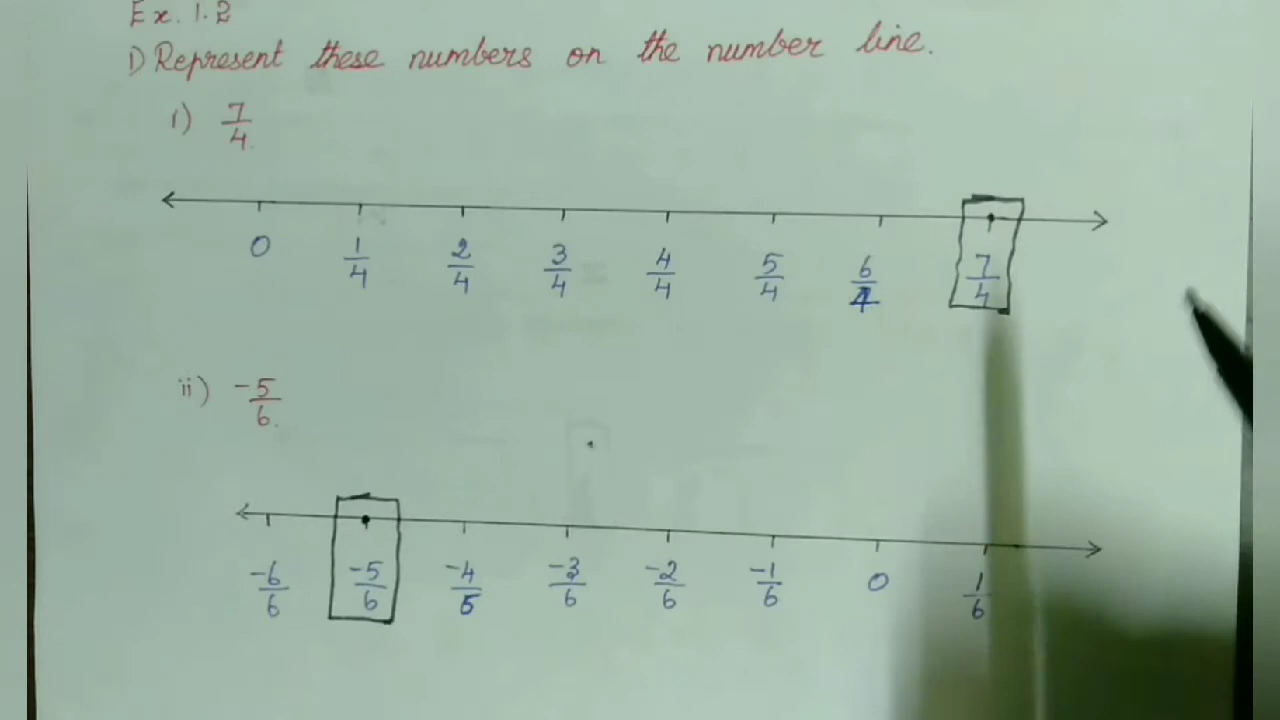 Ex. 1.2
1) Represent these numbers on the number line.
i) 7/4
0 1/4 2/4 3/4 4/4 5/4 6/4 7/4
ii) -5/6
-6/6 -5/6 -4/6 -3/6 -2/6 -1/6 0 1/6